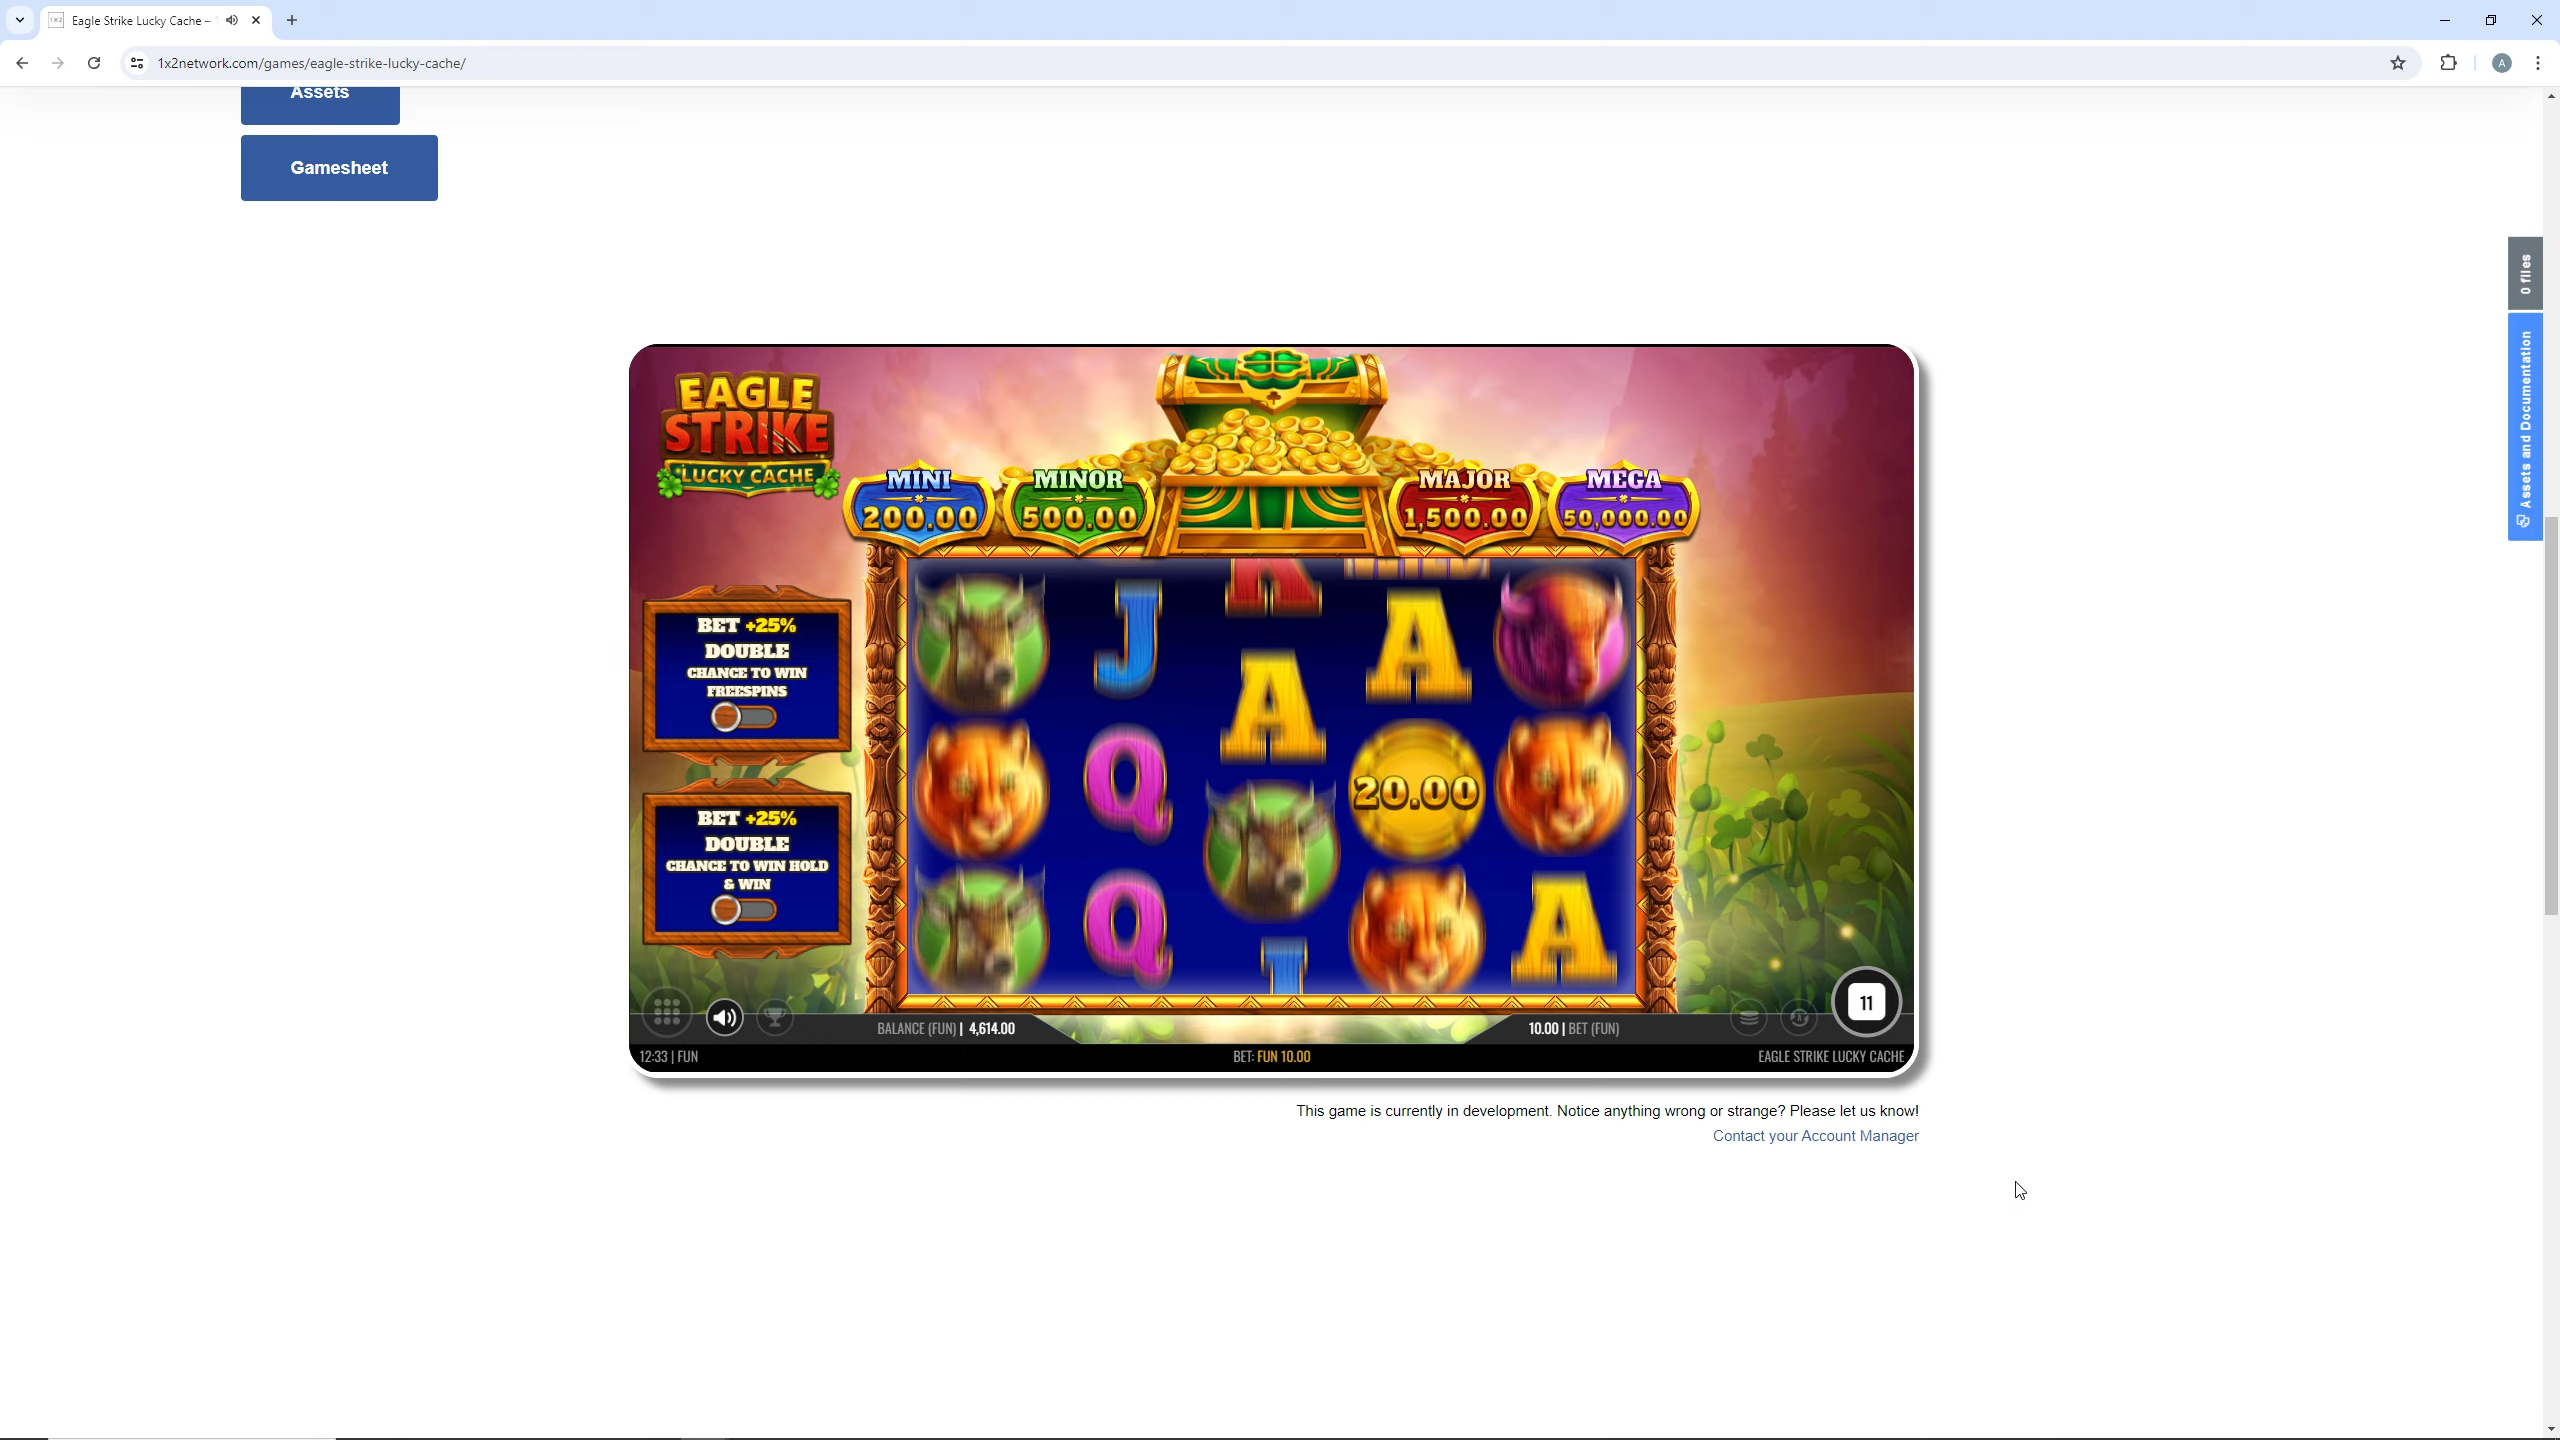 Eagle Strike Lucky Cache –
1x2network.com/games/eagle-strike-lucky-cache/
A
Assets
Gamesheet
0 files
Assets and Documentation
EAGLE
STRIKE
LUCKY CACHE
MINI
200.00
MINOR
500.00
MAJOR
1,500.00
MEGA
50,000.00
BET +25%
DOUBLE
CHANCE TO WIN
FREESPINS
BET +25%
DOUBLE
CHANCE TO WIN HOLD
& WIN
J
K
A
A
Q
20.00
Q
A
J
11
BALANCE (FUN) | 4,614.00
10.00 | BET (FUN)
12:33 | FUN
BET: FUN 10.00
EAGLE STRIKE LUCKY CACHE
This game is currently in development. Notice anything wrong or strange? Please let us know!
Contact your Account Manager